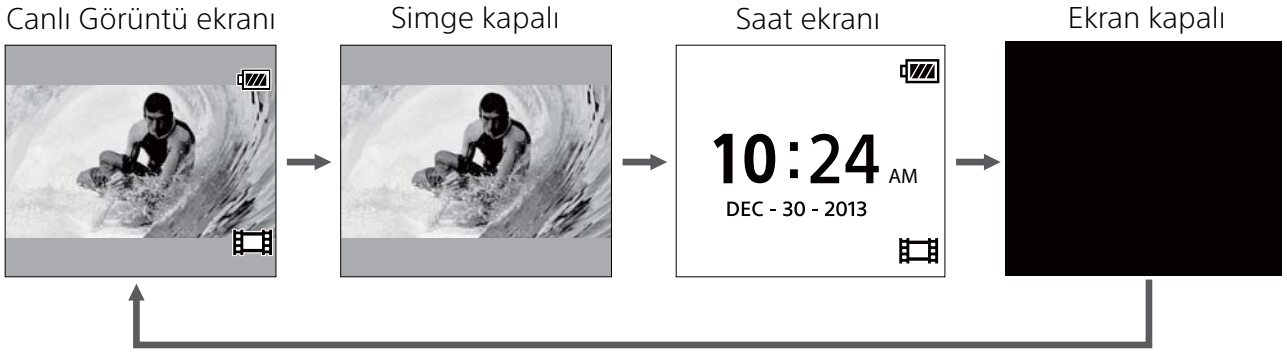 Canlı Görüntü ekranı
Simge kapalı
Saat ekranı
Ekran kapalı
10:24 AM
DEC - 30 - 2013